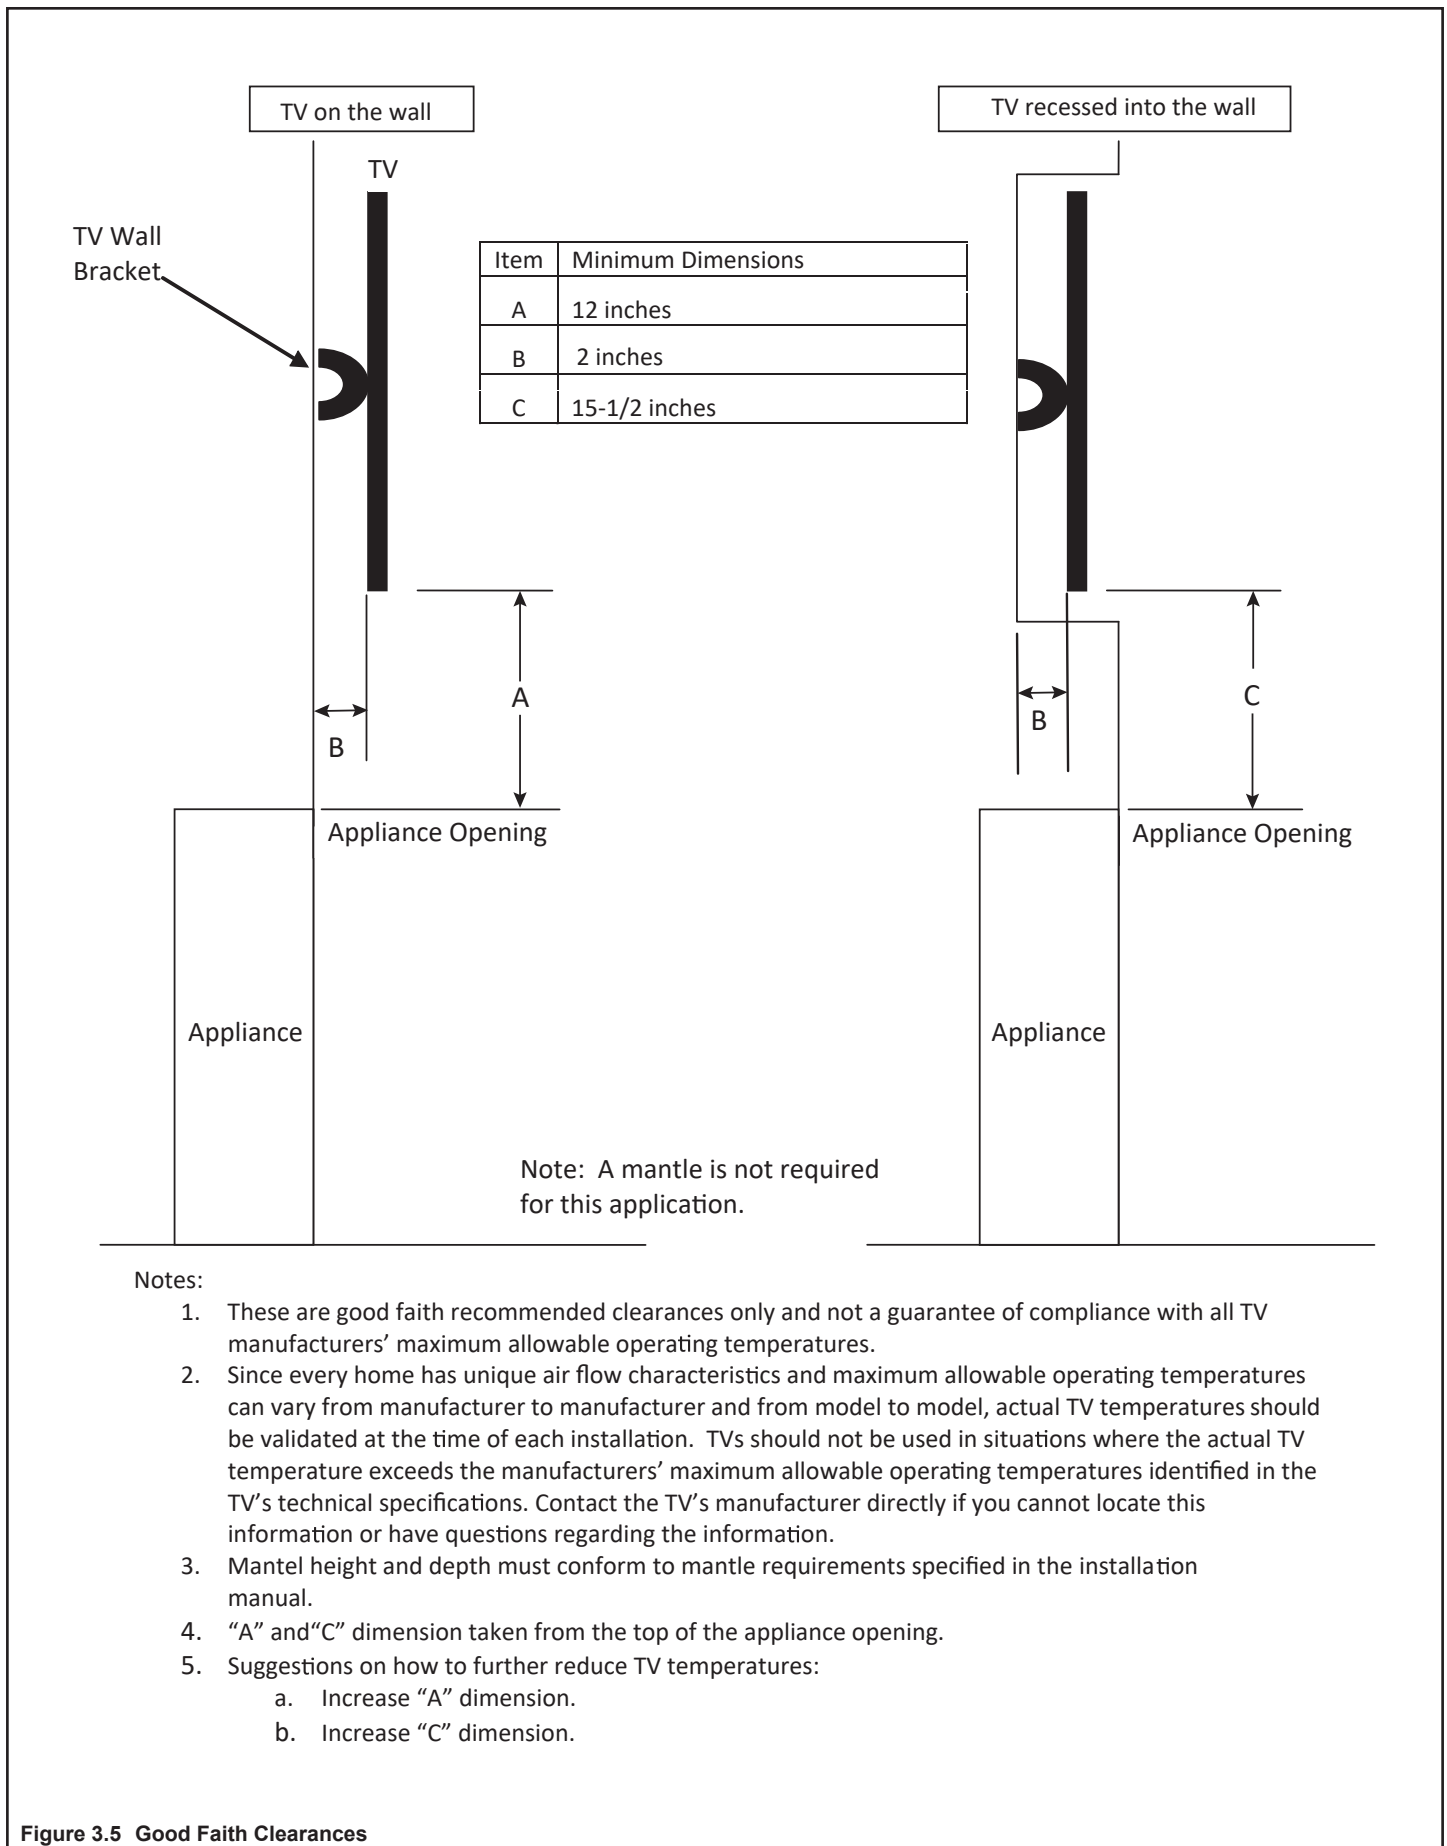 TV on the wall
TV recessed into the wall
TV
TV Wall
Bracket
Item Minimum Dimensions
A 12 inches
B 2 inches
C 15-1/2 inches
A
B
C
B
Appliance Opening
Appliance Opening
Appliance
Appliance
Note: A mantle is not required
for this application.
Notes:
1. These are good faith recommended clearances only and not a guarantee of compliance with all TV
manufacturers’ maximum allowable operating temperatures.
2. Since every home has unique air flow characteristics and maximum allowable operating temperatures
can vary from manufacturer to manufacturer and from model to model, actual TV temperatures should
be validated at the time of each installation. TVs should not be used in situations where the actual TV
temperature exceeds the manufacturers’ maximum allowable operating temperatures identified in the
TV’s technical specifications. Contact the TV’s manufacturer directly if you cannot locate this
information or have questions regarding the information.
3. Mantel height and depth must conform to mantle requirements specified in the installation
manual.
4. “A” and“C” dimension taken from the top of the appliance opening.
5. Suggestions on how to further reduce TV temperatures:
a. Increase “A” dimension.
b. Increase “C” dimension.
Figure 3.5 Good Faith Clearances